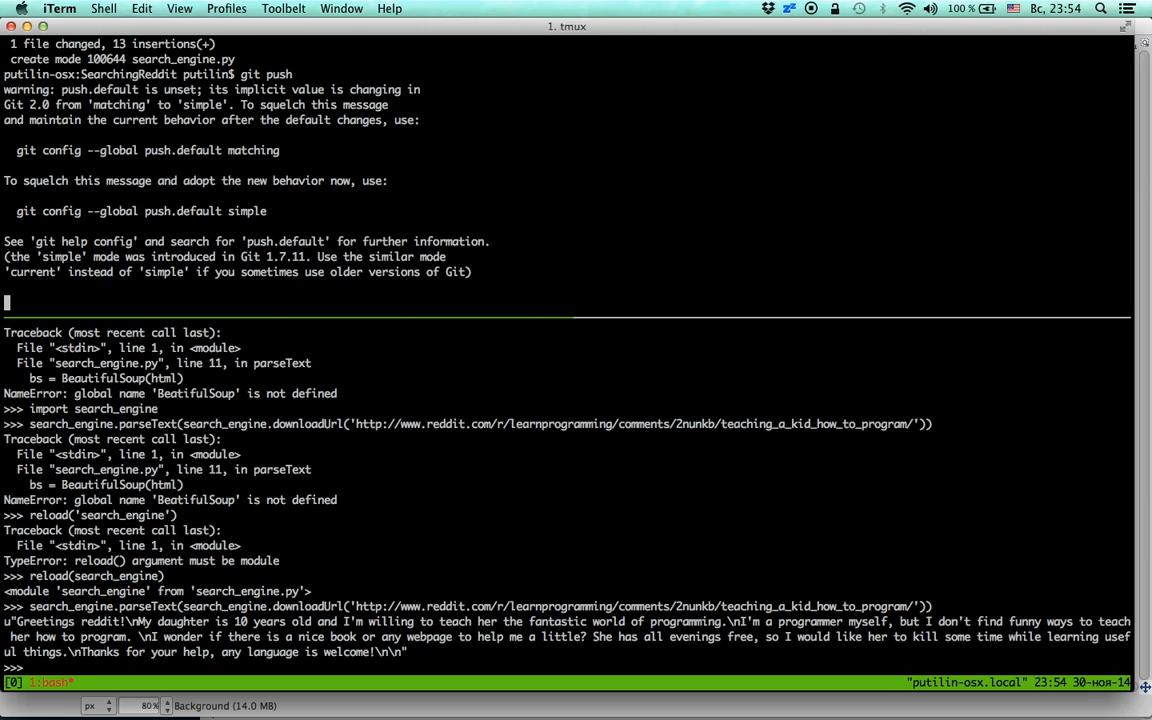 iTerm Shell Edit View Profiles Toolbelt Window Help 100 % Вс, 23:54
1. tmux
1 file changed, 13 insertions(+)
create mode 100644 search_engine.py
putilin-osx:SearchingReddit putilin$ git push
warning: push.default is unset; its implicit value is changing in
Git 2.0 from 'matching' to 'simple'. To squelch this message
and maintain the current behavior after the default changes, use:
git config --global push.default matching
To squelch this message and adopt the new behavior now, use:
git config --global push.default simple
See 'git help config' and search for 'push.default' for further information.
(the 'simple' mode was introduced in Git 1.7.11. Use the similar mode
'current' instead of 'simple' if you sometimes use older versions of Git)
Traceback (most recent call last):
File "<stdin>", line 1, in <module>
File "search_engine.py", line 11, in parseText
bs = BeautifulSoup(html)
NameError: global name 'BeatifulSoup' is not defined
>>> import search_engine
>>> search_engine.parseText(search_engine.downloadUrl('http://www.reddit.com/r/learnprogramming/comments/2nunkb/teaching_a_kid_how_to_program/'))
Traceback (most recent call last):
File "<stdin>", line 1, in <module>
File "search_engine.py", line 11, in parseText
bs = BeautifulSoup(html)
NameError: global name 'BeatifulSoup' is not defined
>>> reload('search_engine')
Traceback (most recent call last):
File "<stdin>", line 1, in <module>
TypeError: reload() argument must be module
>>> reload(search_engine)
<module 'search_engine' from 'search_engine.py'>
>>> search_engine.parseText(search_engine.downloadUrl('http://www.reddit.com/r/learnprogramming/comments/2nunkb/teaching_a_kid_how_to_program/'))
u"Greetings reddit!\nMy daughter is 10 years old and I'm willing to teach her the fantastic world of programming.\nI'm a programmer myself, but I don't find funny ways to teach
her how to program. \nI wonder if there is a nice book or any webpage to help me a little? She has all evenings free, so I would like her to kill some time while learning usef
ul things.\nThanks for your help, any language is welcome!\n\n"
>>>
[0] 1:bash* "putilin-osx.local" 23:54 30-ноя-14
px 80% Background (14.0 MB)